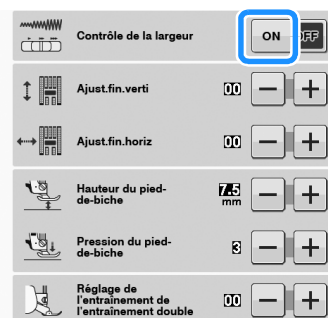 Contrôle de la largeur ON OFF
Ajust.fin.verti 00
Ajust.fin.horiz 00
Hauteur du pied-
de-biche 7.5
mm
Pression du pied-
de-biche 3
Réglage de
l'entraînement de
l'entraînement double 00